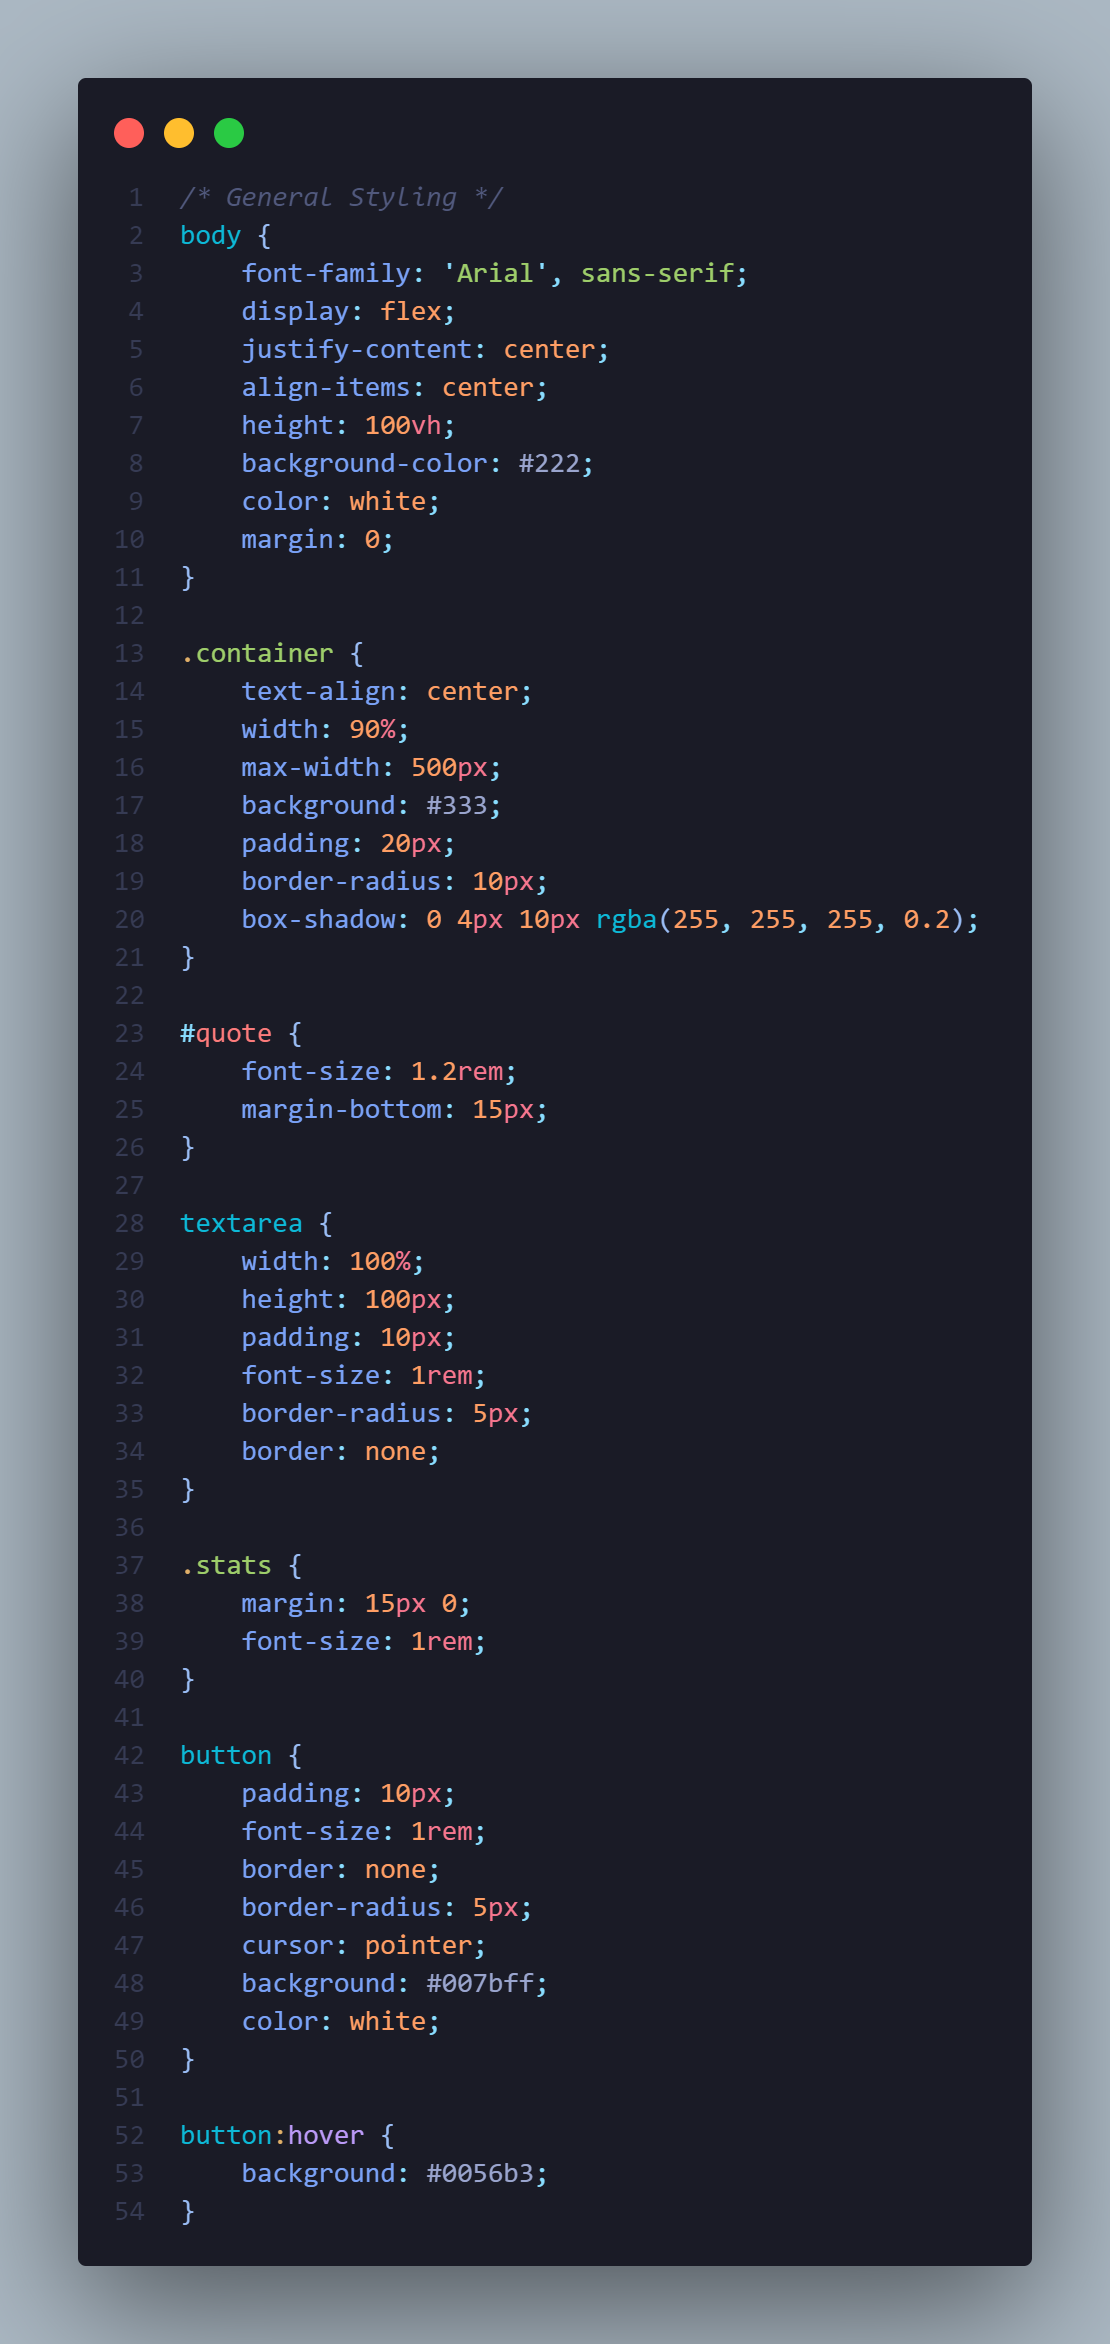 1 /* General Styling */
2 body {
3     font-family: 'Arial', sans-serif;
4     display: flex;
5     justify-content: center;
6     align-items: center;
7     height: 100vh;
8     background-color: #222;
9     color: white;
10     margin: 0;
11 }
12
13 .container {
14     text-align: center;
15     width: 90%;
16     max-width: 500px;
17     background: #333;
18     padding: 20px;
19     border-radius: 10px;
20     box-shadow: 0 4px 10px rgba(255, 255, 255, 0.2);
21 }
22
23 #quote {
24     font-size: 1.2rem;
25     margin-bottom: 15px;
26 }
27
28 textarea {
29     width: 100%;
30     height: 100px;
31     padding: 10px;
32     font-size: 1rem;
33     border-radius: 5px;
34     border: none;
35 }
36
37 .stats {
38     margin: 15px 0;
39     font-size: 1rem;
40 }
41
42 button {
43     padding: 10px;
44     font-size: 1rem;
45     border: none;
46     border-radius: 5px;
47     cursor: pointer;
48     background: #007bff;
49     color: white;
50 }
51
52 button:hover {
53     background: #0056b3;
54 }